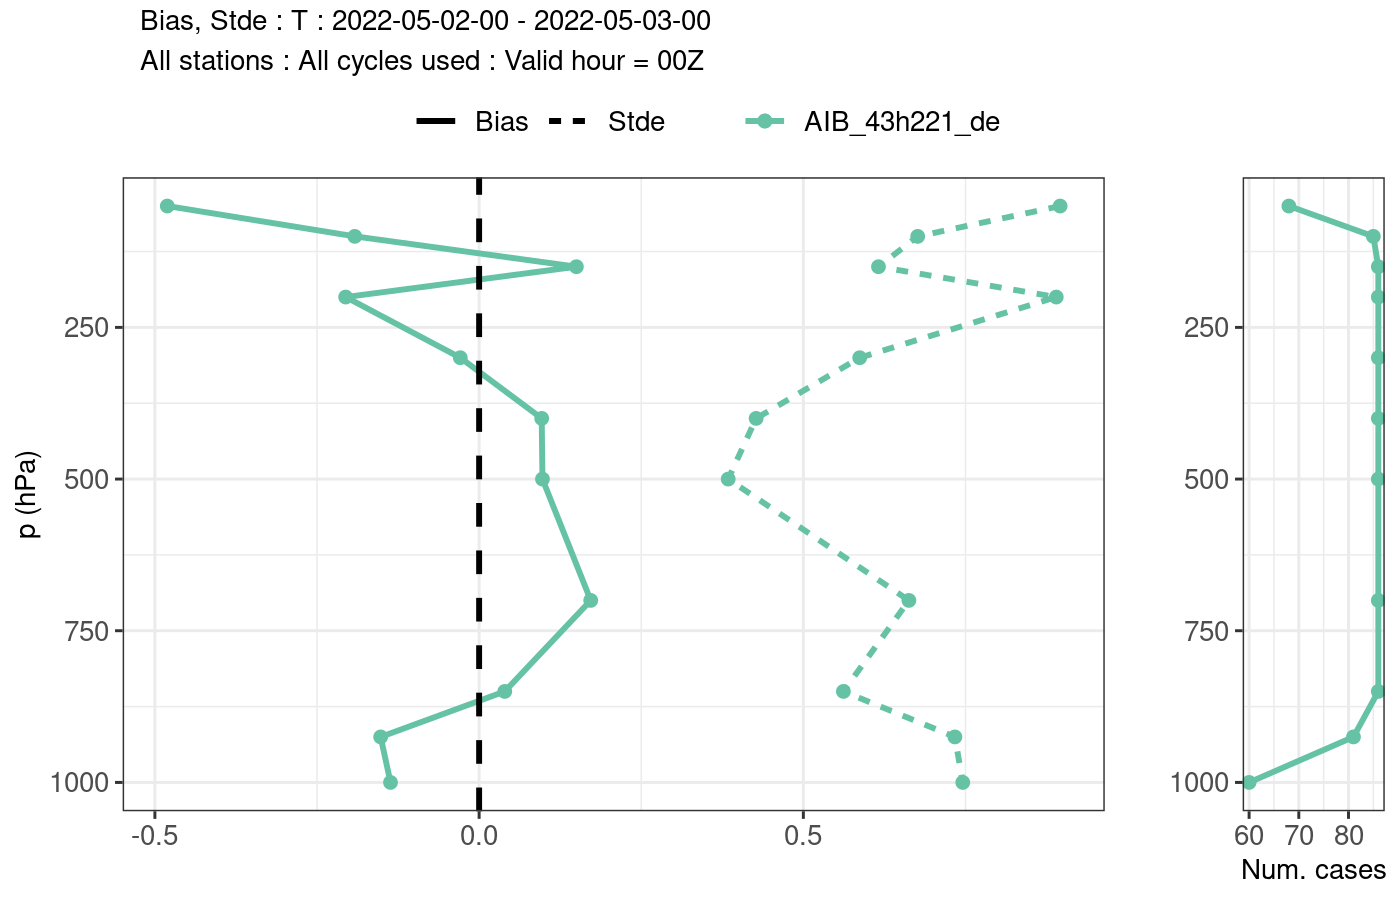 Bias, Stde : T : 2022-05-02-00 - 2022-05-03-00
All stations : All cycles used : Valid hour = 00Z
Bias Stde AIB_43h221_de
p (hPa)
250
500
750
1000
-0.5 0.0 0.5
250
500
750
1000
60 70 80
Num. cases